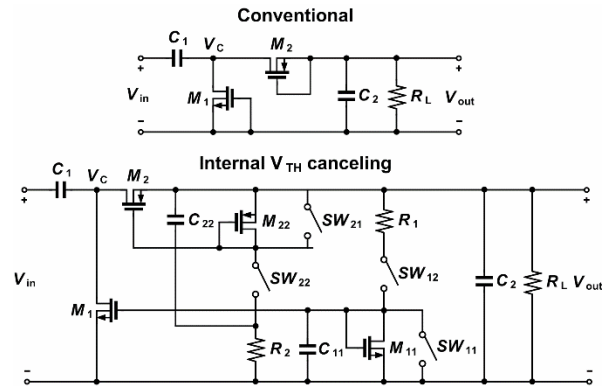 Conventional
C1 VC M2
+ +
Vin M1 C2 RL Vout
− −
Internal VTH canceling
C1 VC M2
+ +
C22 M22 SW21 R1
Vin SW22 SW12 C2 RL Vout
M1
R2 C11 M11 SW11
− −